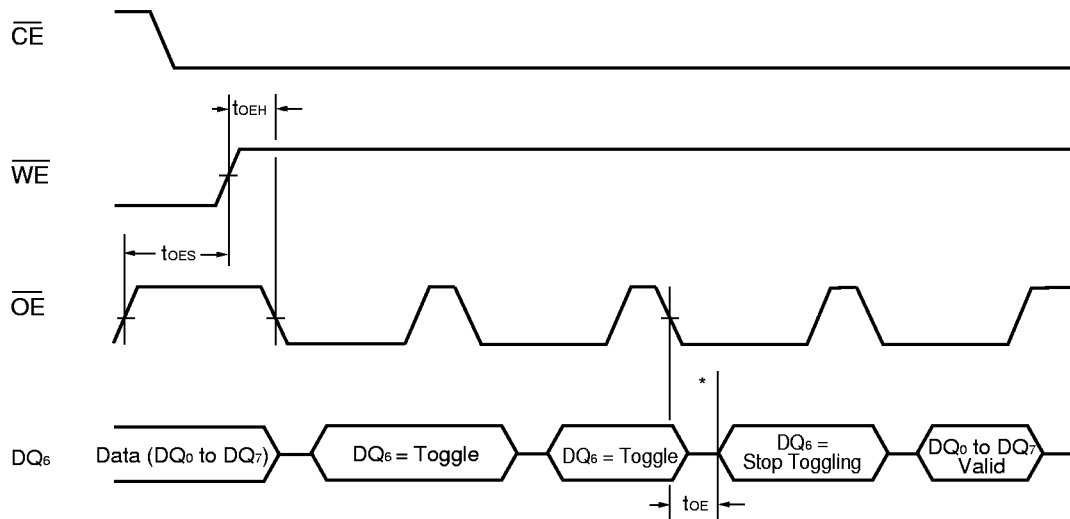 CE
tOEH
WE
tOES
OE
*
DQ6
Data (DQ0 to DQ7)
DQ6 = Toggle
DQ6 = Toggle
DQ6 =
Stop Toggling
DQ0 to DQ7
Valid
tOE